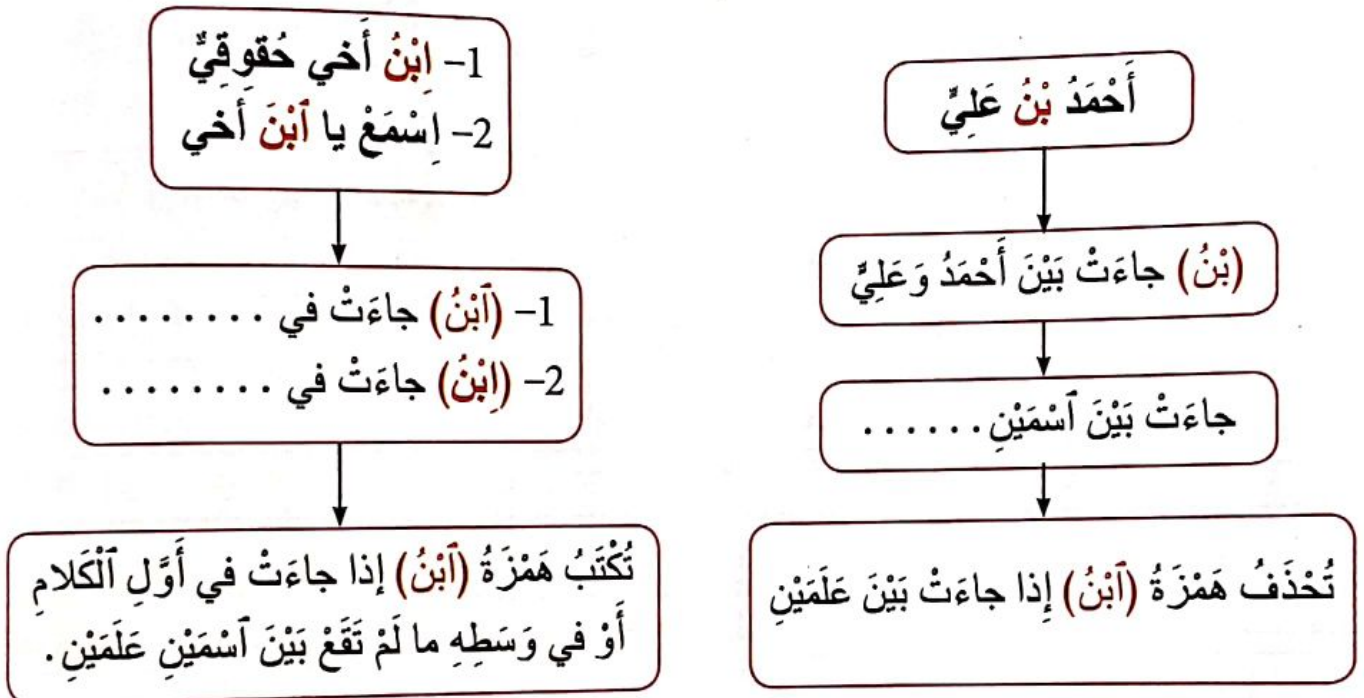 أَحْمَدُ بْنُ عَلِيٍّ
(بْنُ) جاءَتْ بَيْنَ أَحْمَدُ وَعَلِيٍّ
جاءَتْ بَيْنَ ٱسْمَيْنِ......
تُحْذَفُ هَمْزَةُ (ٱبْنُ) إِذا جاءَتْ بَيْنَ عَلَمَيْنِ
1– اِبْنُ أَخي حُقوقِيٌّ
2– اِسْمَعْ يا ٱبْنَ أَخي
1– (ٱبْنُ) جاءَتْ في ........
2– (اِبْنُ) جاءَتْ في ........
تُكْتَبُ هَمْزَةُ (ٱبْنُ) إذا جاءَتْ في أَوَّلِ ٱلْكَلامِ
أَوْ في وَسَطِهِ ما لَمْ تَقَعْ بَيْنَ ٱسْمَيْنِ عَلَمَيْنِ.